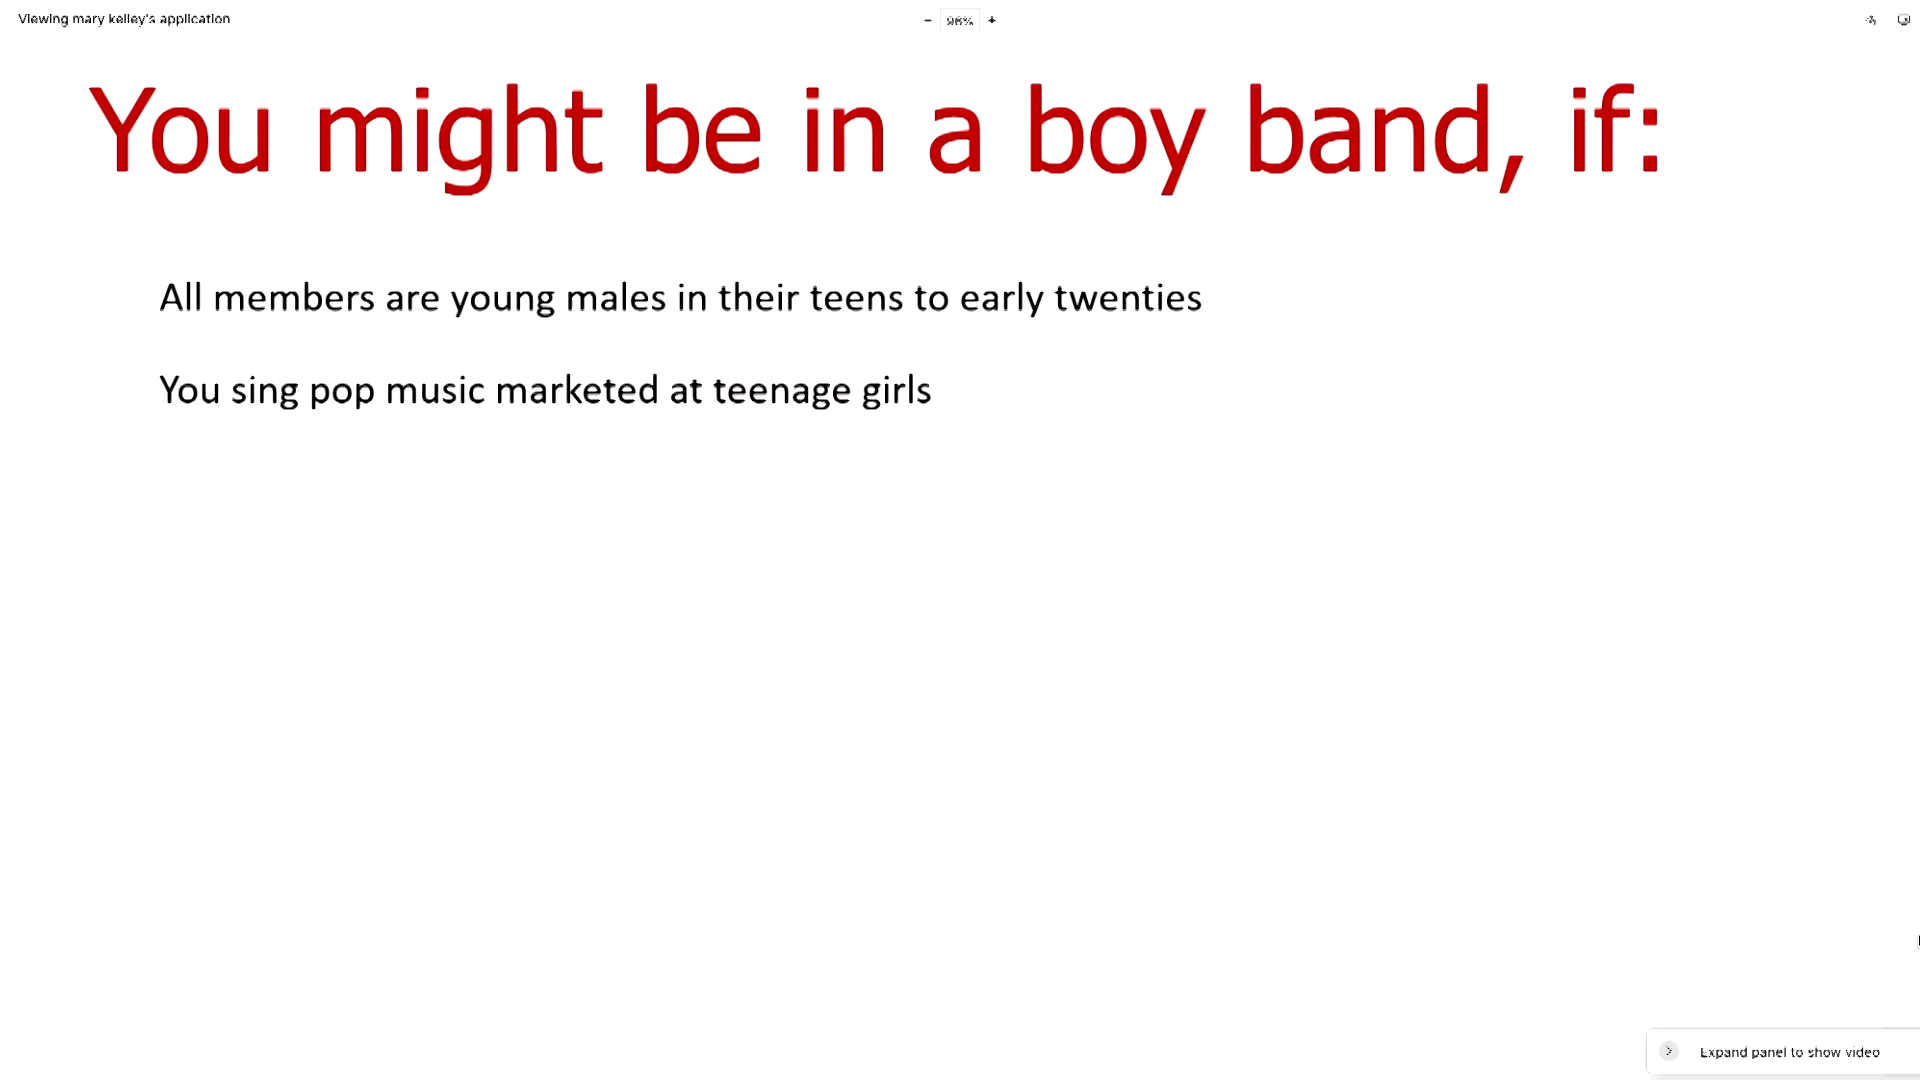 Viewing mary kelley's application
− 96% +
You might be in a boy band, if:
All members are young males in their teens to early twenties
You sing pop music marketed at teenage girls
Expand panel to show video